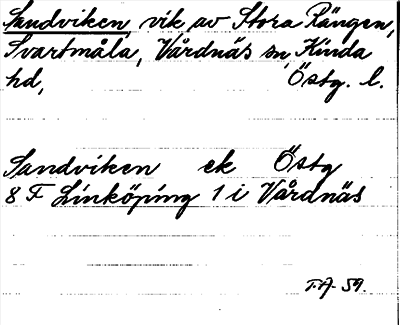 Sandviken, vik av Stora Rängen,
Svartmåla, Vårdnäs sn, Kinda
hd, Östg. l.
Sandviken ek Östg
8 F Linköping 1 i Vårdnäs
T.A. 59.